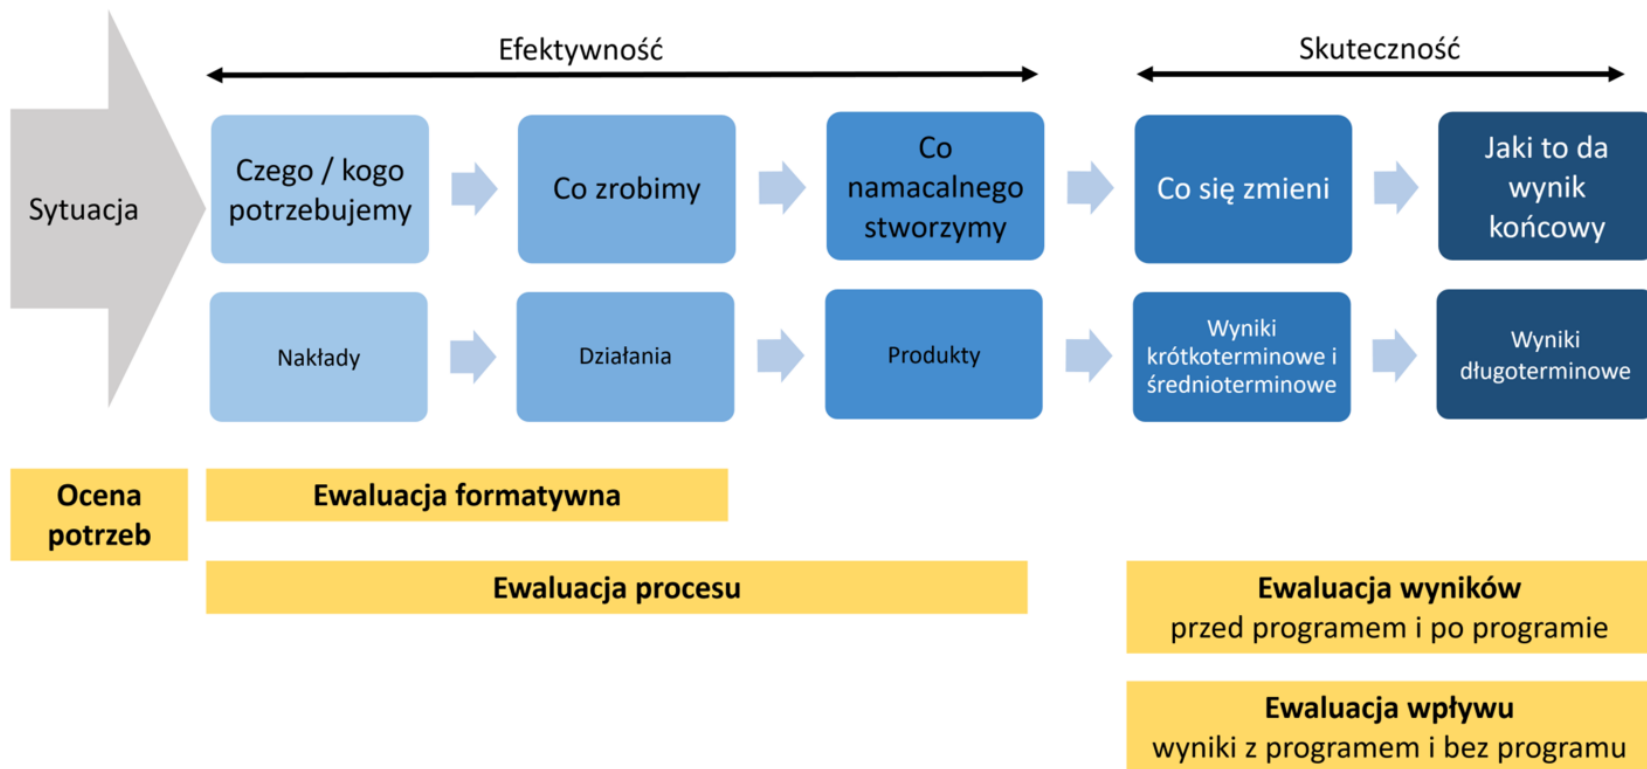 Efektywność
Skuteczność
Sytuacja
Czego / kogo
potrzebujemy
Co zrobimy
Co
namacalnego
stworzymy
Co się zmieni
Jaki to da
wynik
końcowy
Nakłady
Działania
Produkty
Wyniki
krótkoterminowe i
średnioterminowe
Wyniki
długoterminowe
Ocena
potrzeb
Ewaluacja formatywna
Ewaluacja procesu
Ewaluacja wyników
przed programem i po programie
Ewaluacja wpływu
wyniki z programem i bez programu